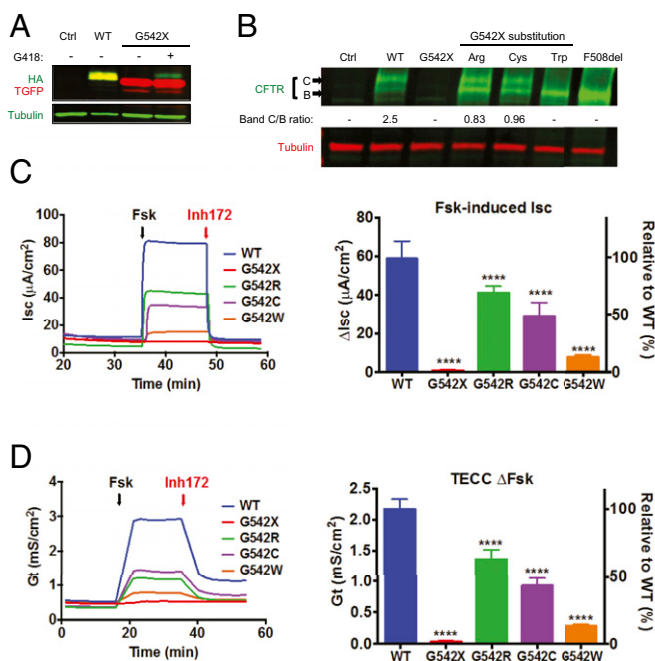 A
Ctrl WT G542X
G418: - - - +
HA
TGFP
Tubulin
B
G542X substitution
Ctrl WT G542X Arg Cys Trp F508del
CFTR
C
B
Band C/B ratio: - 2.5 - 0.83 0.96 - -
Tubulin
C
Fsk Inh172
100
80
60
40
20
0
Isc (μA/cm²)
20 30 40 50 60
Time (min)
WT
G542X
G542R
G542C
G542W
Fsk-induced Isc
80
60
40
20
0
ΔIsc (μA/cm²)
**** **** **** ****
WT G542X G542R G542C G542W
100
50
0
Relative to WT (%)
D
Fsk Inh172
4
3
2
1
0
Gt (mS/cm²)
0 20 40 60
Time (min)
WT
G542X
G542R
G542C
G542W
TECC ΔFsk
2.5
2.0
1.5
1.0
0.5
0.0
Gt (mS/cm²)
**** **** **** ****
WT G542X G542R G542C G542W
100
50
0
Relative to WT (%)